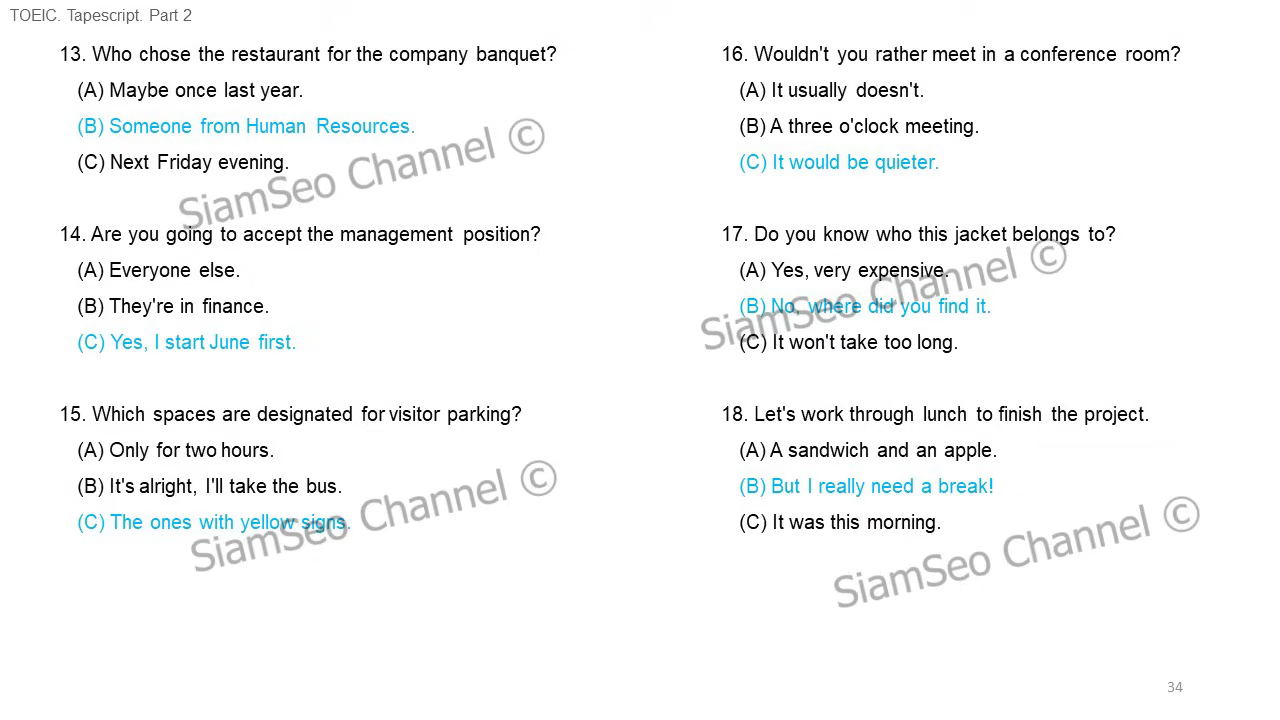 TOEIC. Tapescript. Part 2
13. Who chose the restaurant for the company banquet?
(A) Maybe once last year.
(B) Someone from Human Resources.
(C) Next Friday evening.
SiamSeo Channel ©
14. Are you going to accept the management position?
(A) Everyone else.
(B) They're in finance.
(C) Yes, I start June first.
15. Which spaces are designated for visitor parking?
(A) Only for two hours.
(B) It's alright, I'll take the bus.
(C) The ones with yellow signs.
SiamSeo Channel ©
16. Wouldn't you rather meet in a conference room?
(A) It usually doesn't.
(B) A three o'clock meeting.
(C) It would be quieter.
17. Do you know who this jacket belongs to?
(A) Yes, very expensive.
(B) No, where did you find it.
(C) It won't take too long.
SiamSeo Channel ©
18. Let's work through lunch to finish the project.
(A) A sandwich and an apple.
(B) But I really need a break!
(C) It was this morning.
SiamSeo Channel ©
34